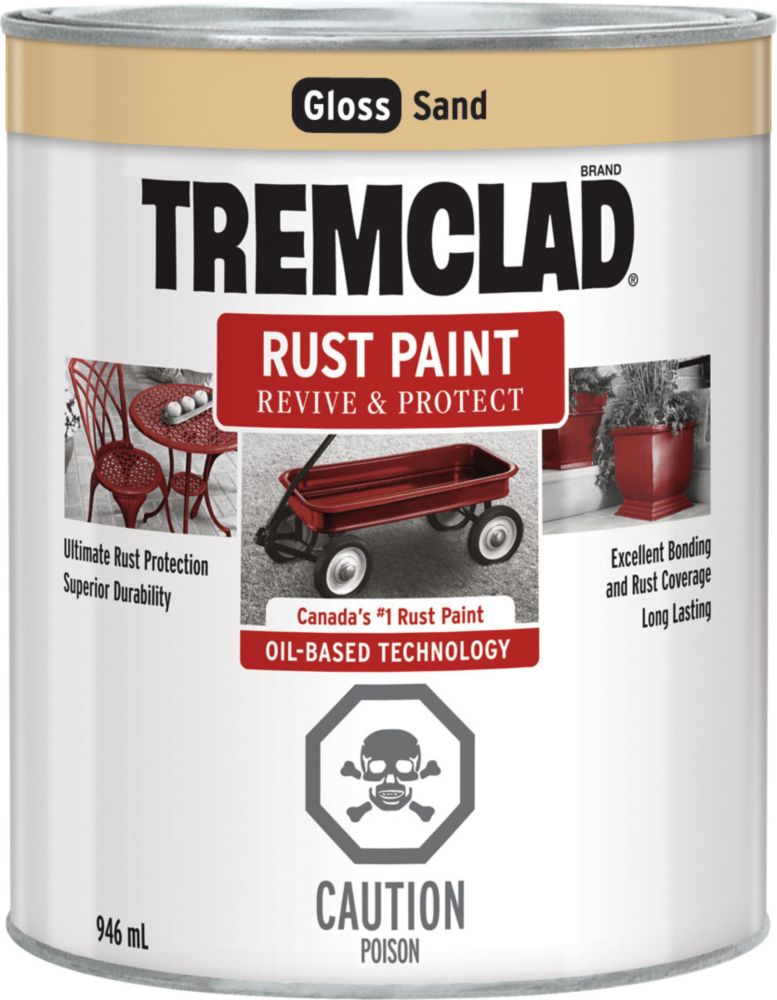 Gloss Sand
BRAND
TREMCLAD®
RUST PAINT
REVIVE & PROTECT
Ultimate Rust Protection
Superior Durability
Excellent Bonding
and Rust Coverage
Long Lasting
Canada's #1 Rust Paint
OIL-BASED TECHNOLOGY
CAUTION
POISON
946 mL